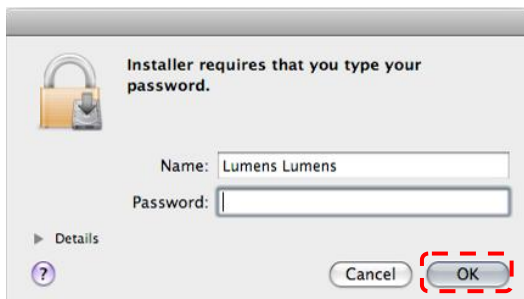 Installer requires that you type your
password.
Name: Lumens Lumens
Password:
Details
?
Cancel OK